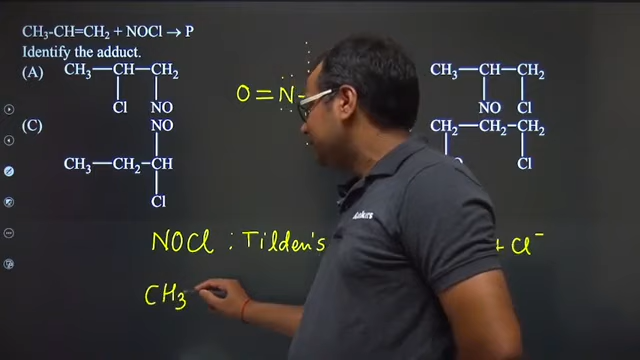 CH₃-CH=CH₂ + NOCl → P
Identify the adduct.
(A) CH₃—CH—CH₂
Cl NO
(C) NO
CH₃—CH₂—CH
Cl
CH₃—CH—CH₂
NO Cl
CH₂—CH₂—CH₂
Cl
O=N-
NOCl : Tilden's + Cl⁻
CH₃